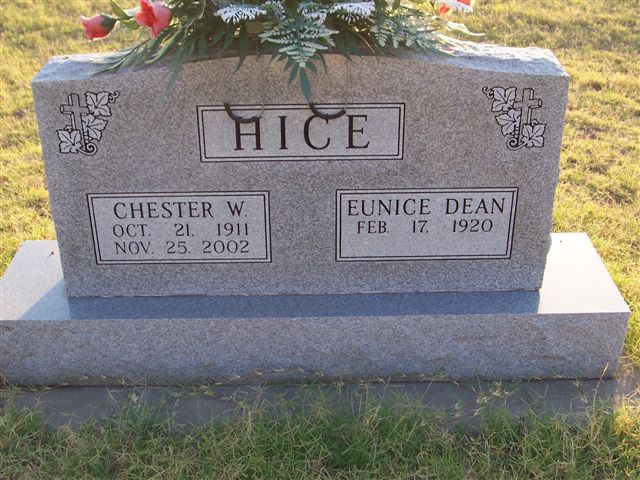 HICE
CHESTER W.
OCT. 21. 1911
NOV. 25. 2002
EUNICE DEAN
FEB. 17. 1920